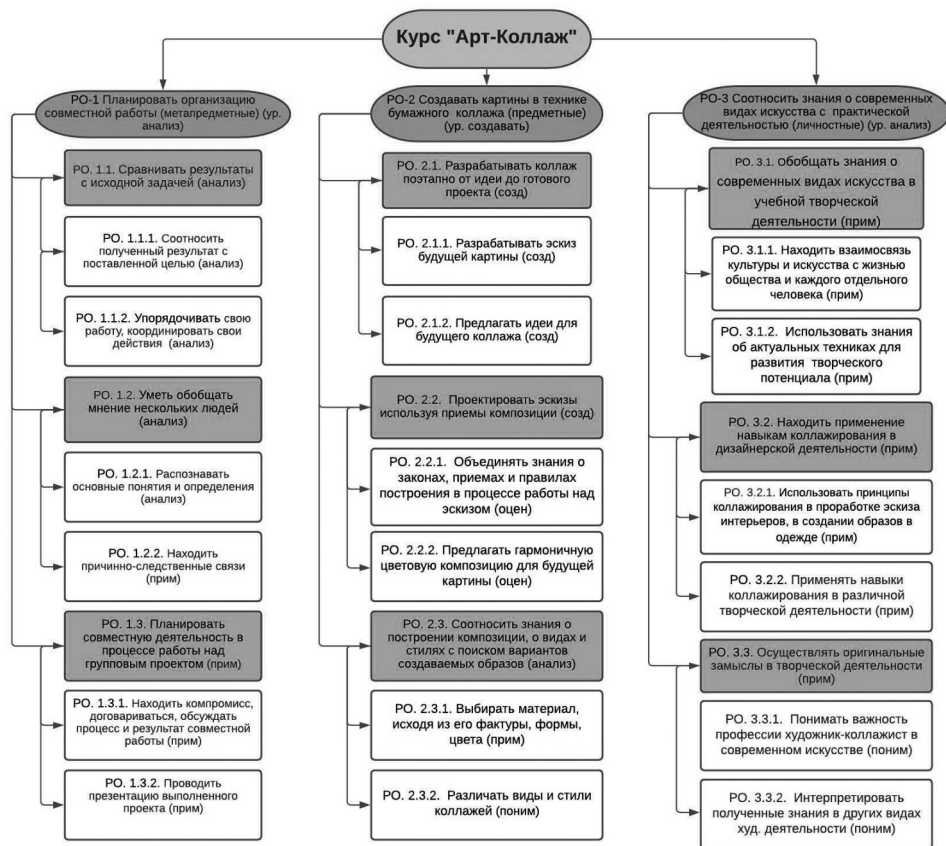 Курс "Арт-Коллаж"
РО-1 Планировать организацию
совместной работы (метапредметные) (ур.
анализ)
РО. 1.1. Сравнивать результаты
с исходной задачей (анализ)
РО. 1.1.1. Соотносить
полученный результат с
поставленной целью (анализ)
РО. 1.1.2. Упорядочивать свою
работу, координировать свои
действия (анализ)
РО. 1.2. Уметь обобщать
мнение нескольких людей
(анализ)
РО. 1.2.1. Распознавать
основные понятия и определения
(анализ)
РО. 1.2.2. Находить
причинно-следственные связи
(прим)
РО. 1.3. Планировать
совместную деятельность в
процессе работы над
групповым проектом (прим)
РО. 1.3.1. Находить компромисс,
договариваться, обсуждать
процесс и результат совместной
работы (прим)
РО. 1.3.2. Проводить
презентацию выполненного
проекта (прим)
РО-2 Создавать картины в технике
бумажного коллажа (предметные)
(ур. создавать)
РО. 2.1. Разрабатывать коллаж
поэтапно от идеи до готового
проекта (созд)
РО. 2.1.1. Разрабатывать эскиз
будущей картины (созд)
РО. 2.1.2. Предлагать идеи для
будущего коллажа (созд)
РО. 2.2. Проектировать эскизы
используя приемы композиции (созд)
РО. 2.2.1. Объединять знания о
законах, приемах и правилах
построения в процессе работы над
эскизом (оцен)
РО. 2.2.2. Предлагать гармоничную
цветовую композицию для будущей
картины (оцен)
РО. 2.3. Соотносить знания о
построении композиции, о видах и
стилях с поиском вариантов
создаваемых образов (анализ)
РО. 2.3.1. Выбирать материал,
исходя из его фактуры, формы,
цвета (прим)
РО. 2.3.2. Различать виды и стили
коллажей (поним)
РО-3 Соотносить знания о современных
видах искусства с практической
деятельностью (личностные) (ур. анализ)
РО. 3.1. Обобщать знания о
современных видах искусства в
учебной творческой
деятельности (прим)
РО. 3.1.1. Находить взаимосвязь
культуры и искусства с жизнью
общества и каждого отдельного
человека (прим)
РО. 3.1.2. Использовать знания
об актуальных техниках для
развития творческого
потенциала (прим)
РО. 3.2. Находить применение
навыкам коллажирования в
дизайнерской деятельности (прим)
РО. 3.2.1. Использовать принципы
коллажирования в проработке эскиза
интерьеров, в создании образов в
одежде (прим)
РО. 3.2.2. Применять навыки
коллажирования в различной
творческой деятельности (прим)
РО. 3.3. Осуществлять оригинальные
замыслы в творческой деятельности
(прим)
РО. 3.3.1. Понимать важность
профессии художник-коллажист в
современном искусстве (поним)
РО. 3.3.2. Интерпретировать
полученные знания в других видах
худ. деятельности (поним)